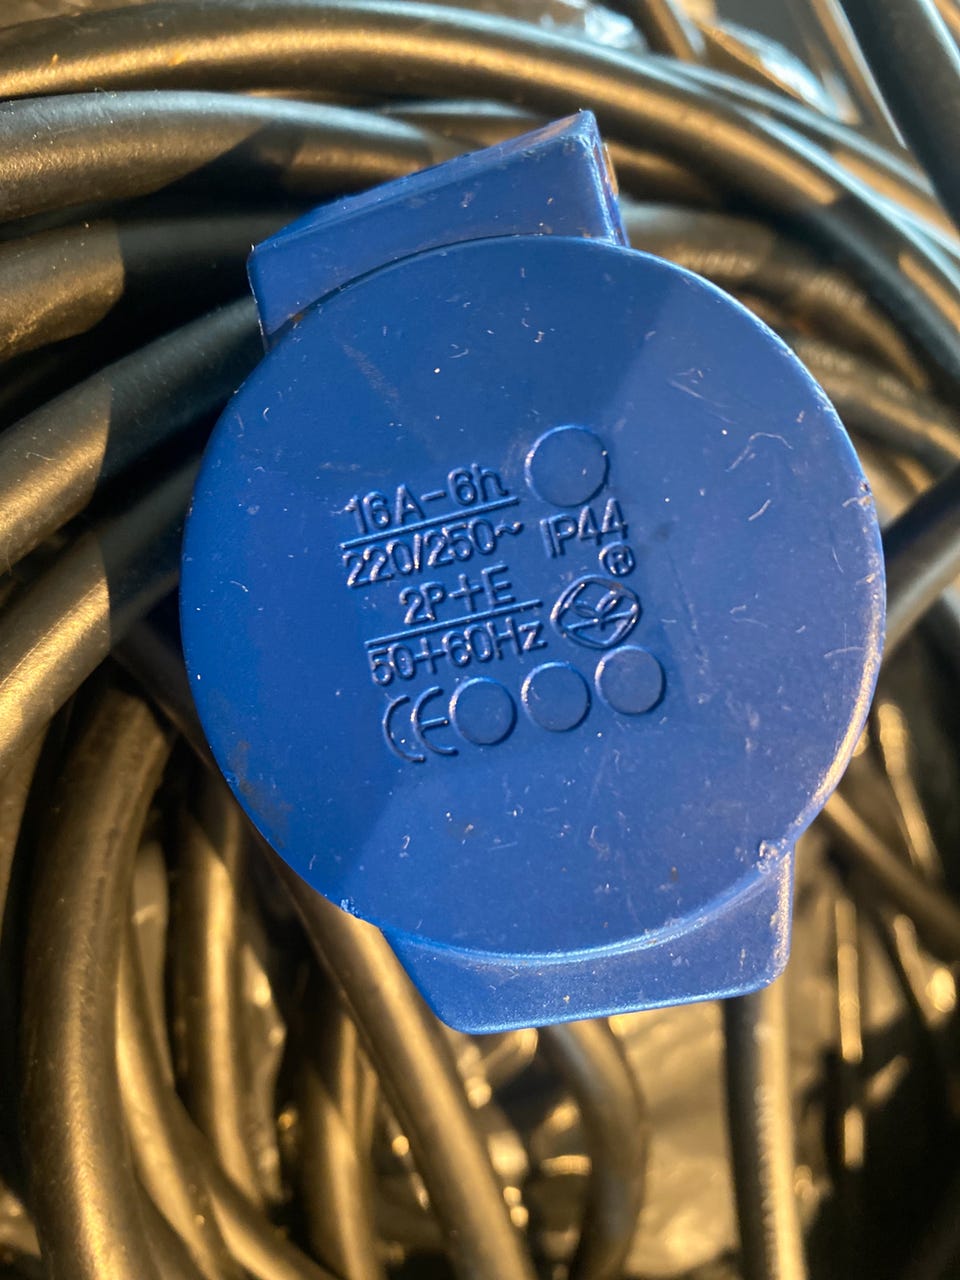 16A-6h
220/250~ IP44
2P+E ®
50+60Hz
CE